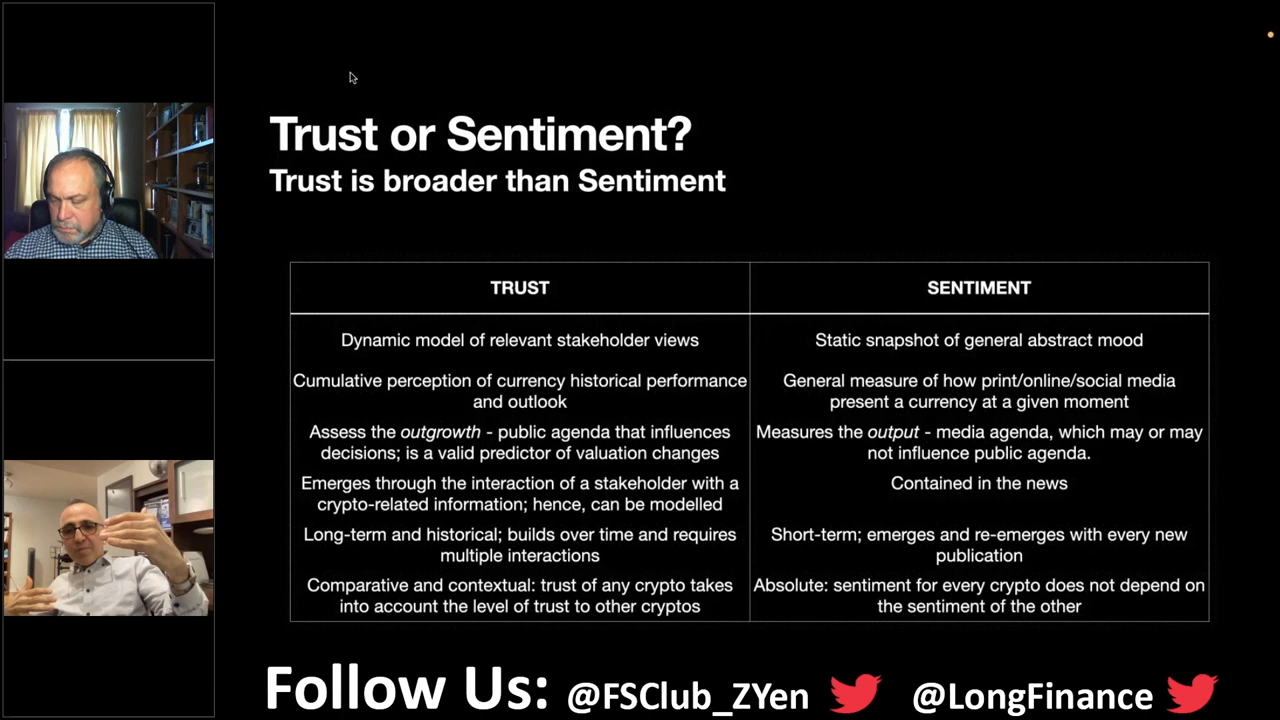 Trust or Sentiment?
Trust is broader than Sentiment
TRUST
SENTIMENT
Dynamic model of relevant stakeholder views
Static snapshot of general abstract mood
Cumulative perception of currency historical performance
and outlook
General measure of how print/online/social media
present a currency at a given moment
Assess the outgrowth - public agenda that influences
decisions; is a valid predictor of valuation changes
Measures the output - media agenda, which may or may
not influence public agenda.
Emerges through the interaction of a stakeholder with a
crypto-related information; hence, can be modelled
Contained in the news
Long-term and historical; builds over time and requires
multiple interactions
Short-term; emerges and re-emerges with every new
publication
Comparative and contextual: trust of any crypto takes
into account the level of trust to other cryptos
Absolute: sentiment for every crypto does not depend on
the sentiment of the other
Follow Us: @FSClub_ZYen @LongFinance